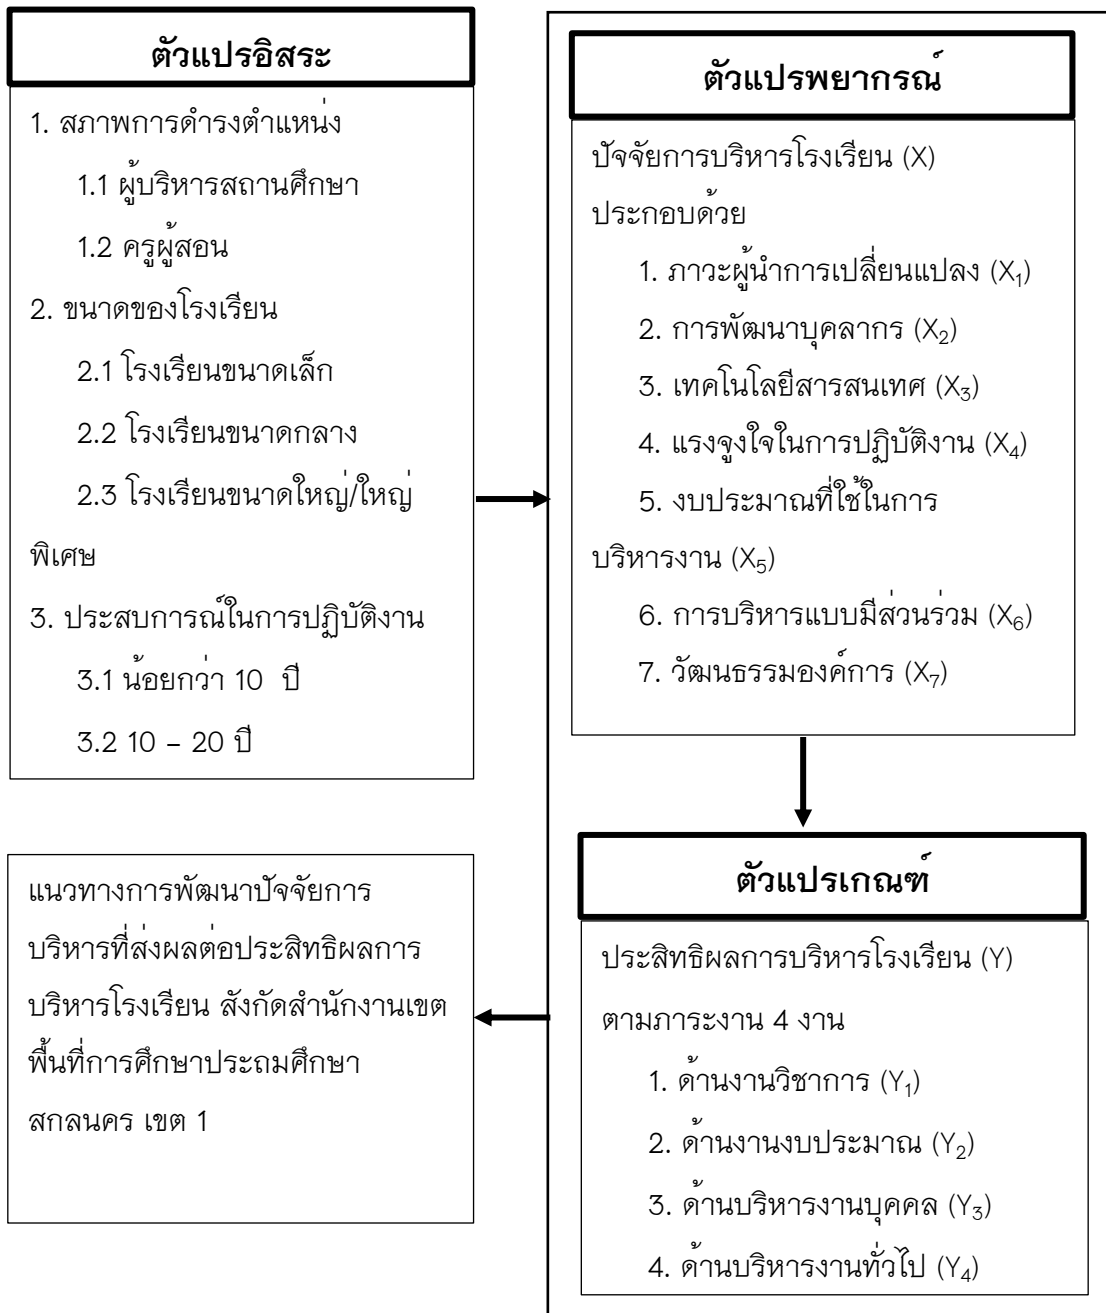 ตัวแปรอิสระ
1. สภาพการดำรงตำแหน่ง
1.1 ผู้บริหารสถานศึกษา
1.2 ครูผู้สอน
2. ขนาดของโรงเรียน
2.1 โรงเรียนขนาดเล็ก
2.2 โรงเรียนขนาดกลาง
2.3 โรงเรียนขนาดใหญ่/ใหญ่
พิเศษ
3. ประสบการณ์ในการปฏิบัติงาน
3.1 น้อยกว่า 10 ปี
3.2 10 – 20 ปี
ตัวแปรพยากรณ์
ปัจจัยการบริหารโรงเรียน (X)
ประกอบด้วย
1. ภาวะผู้นำการเปลี่ยนแปลง (X₁)
2. การพัฒนาบุคลากร (X₂)
3. เทคโนโลยีสารสนเทศ (X₃)
4. แรงจูงใจในการปฏิบัติงาน (X₄)
5. งบประมาณที่ใช้ในการ
บริหารงาน (X₅)
6. การบริหารแบบมีส่วนร่วม (X₆)
7. วัฒนธรรมองค์การ (X₇)
ตัวแปรเกณฑ์
ประสิทธิผลการบริหารโรงเรียน (Y)
ตามภาระงาน 4 งาน
1. ด้านงานวิชาการ (Y₁)
2. ด้านงานงบประมาณ (Y₂)
3. ด้านบริหารงานบุคคล (Y₃)
4. ด้านบริหารงานทั่วไป (Y₄)
แนวทางการพัฒนาปัจจัยการ
บริหารที่ส่งผลต่อประสิทธิผลการ
บริหารโรงเรียน สังกัดสำนักงานเขต
พื้นที่การศึกษาประถมศึกษา
สกลนคร เขต 1